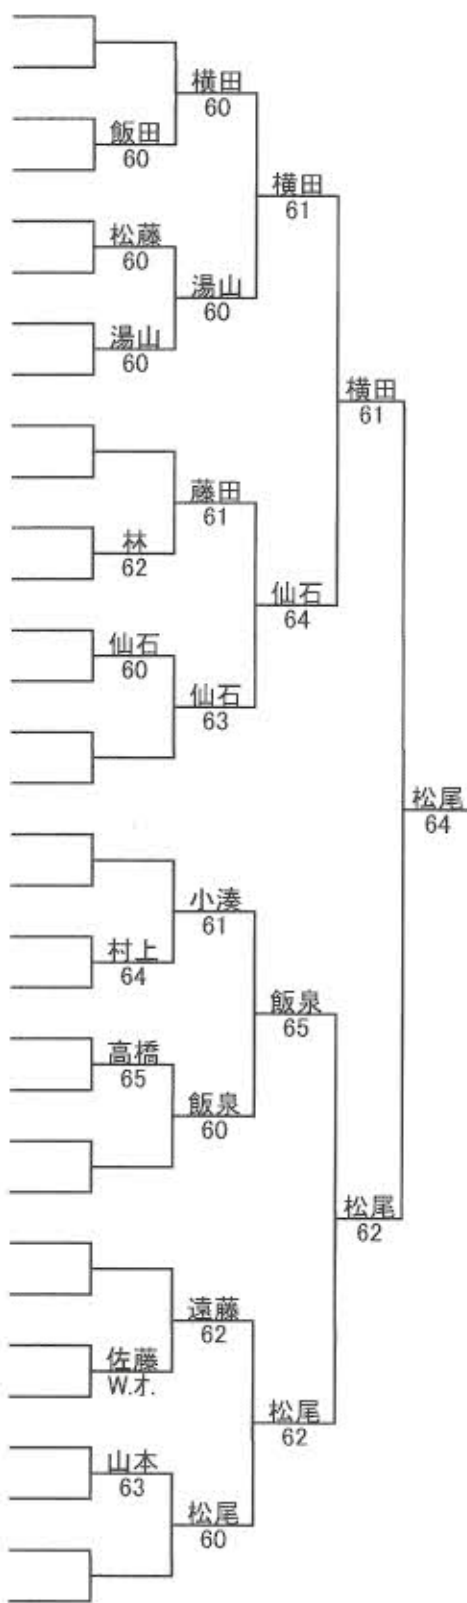 横田
60
飯田
60
横田
61
松藤
60
湯山
60
湯山
60
横田
61
藤田
61
林
62
仙石
64
仙石
60
仙石
63
松尾
64
小湊
61
村上
64
飯泉
65
高橋
65
飯泉
60
松尾
62
遠藤
62
佐藤
W.オ.
松尾
62
山本
63
松尾
60